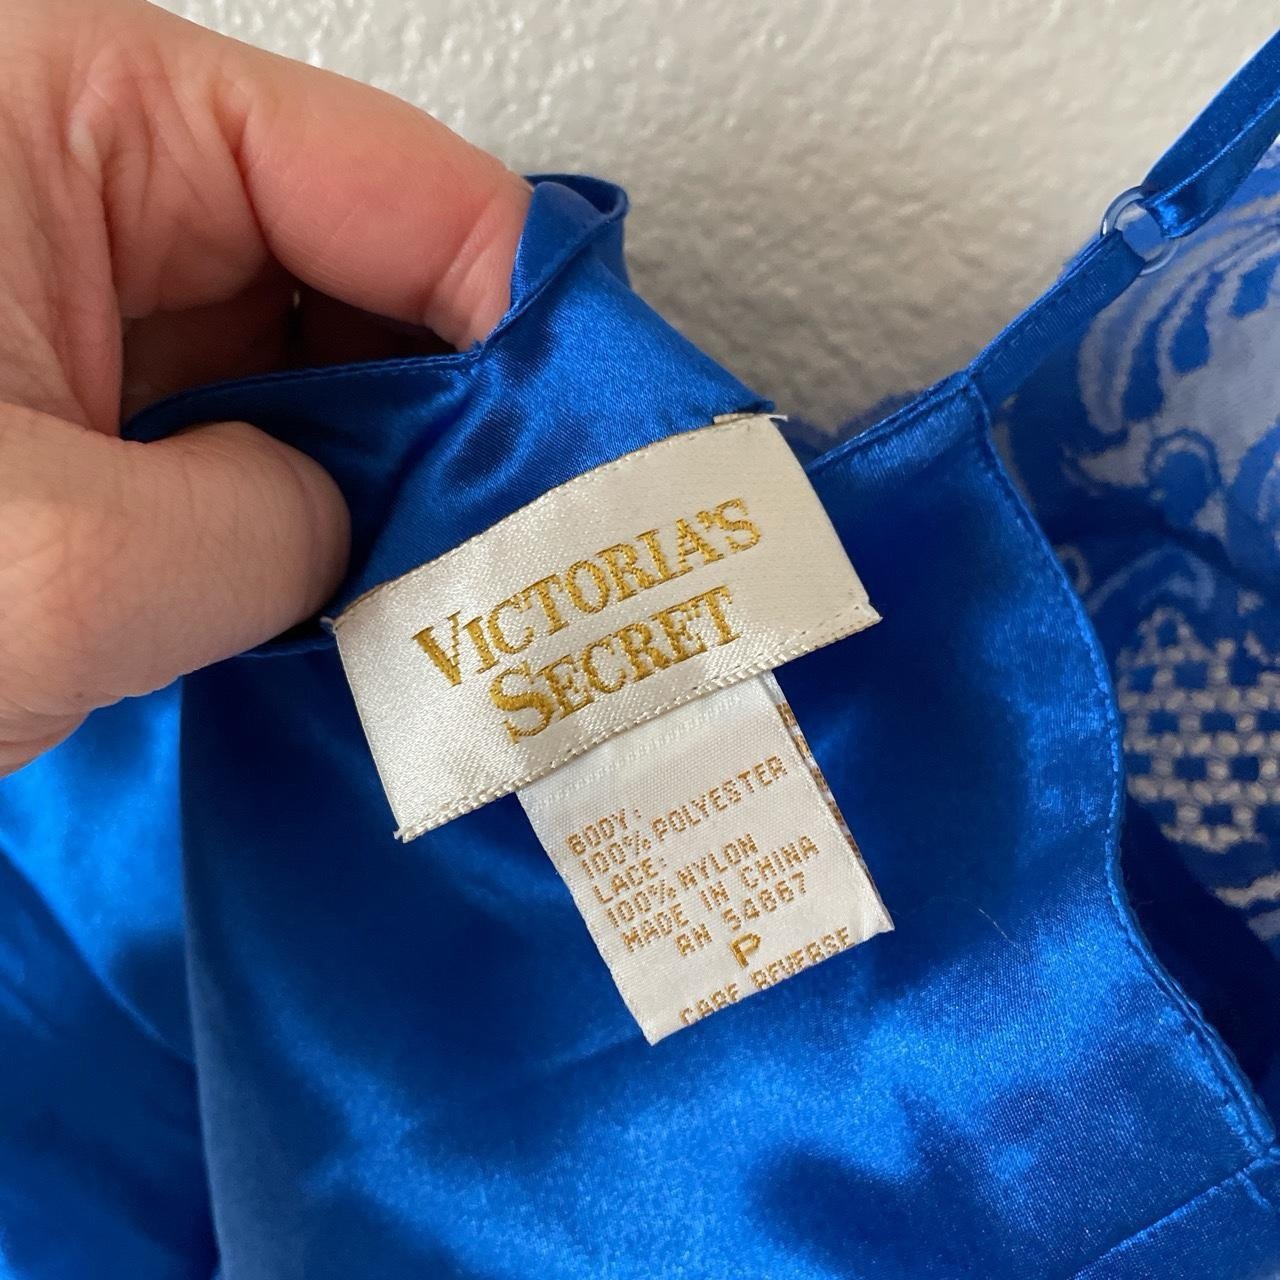 VICTORIA'S
SECRET
BODY:
100% POLYESTER
LACE:
100% NYLON
MADE IN CHINA
RN 54867
P
CARE REVERSE